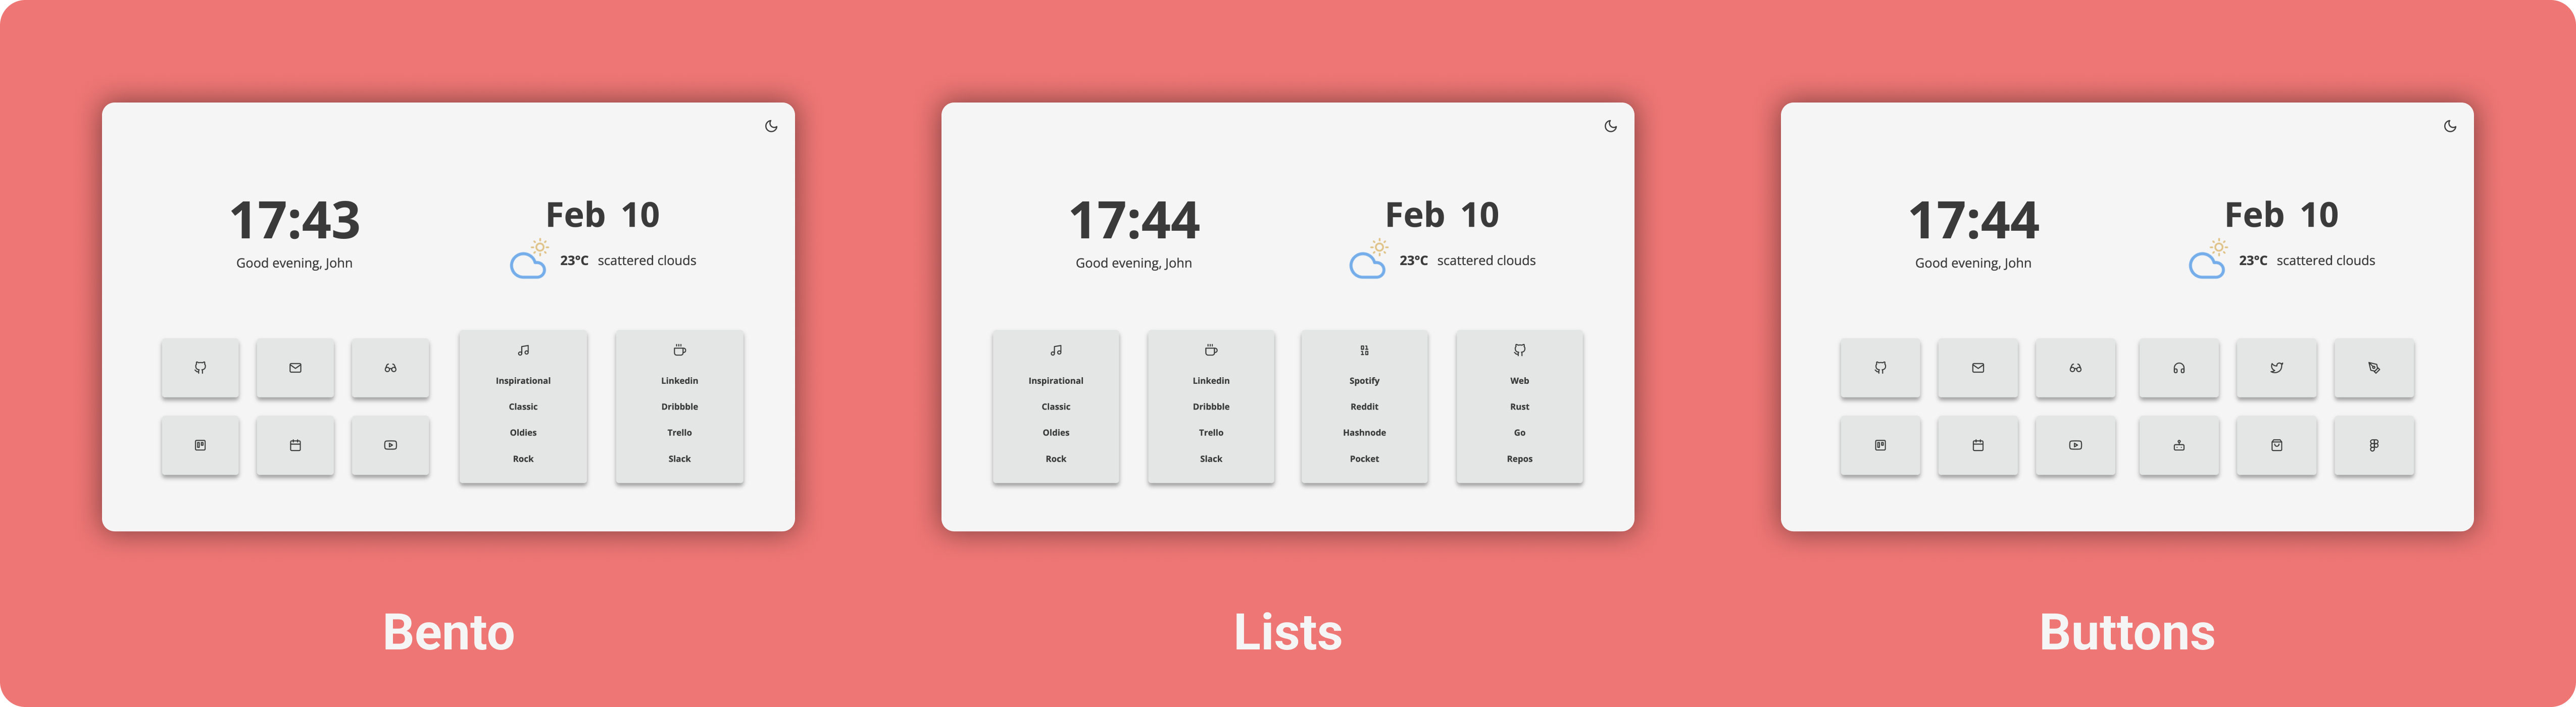 17:43
Good evening, John
Feb 10
23°C scattered clouds
Inspirational
Classic
Oldies
Rock
Linkedin
Dribbble
Trello
Slack
Bento
17:44
Good evening, John
Feb 10
23°C scattered clouds
Inspirational
Classic
Oldies
Rock
Linkedin
Dribbble
Trello
Slack
Spotify
Reddit
Hashnode
Pocket
Web
Rust
Go
Repos
Lists
17:44
Good evening, John
Feb 10
23°C scattered clouds
Buttons